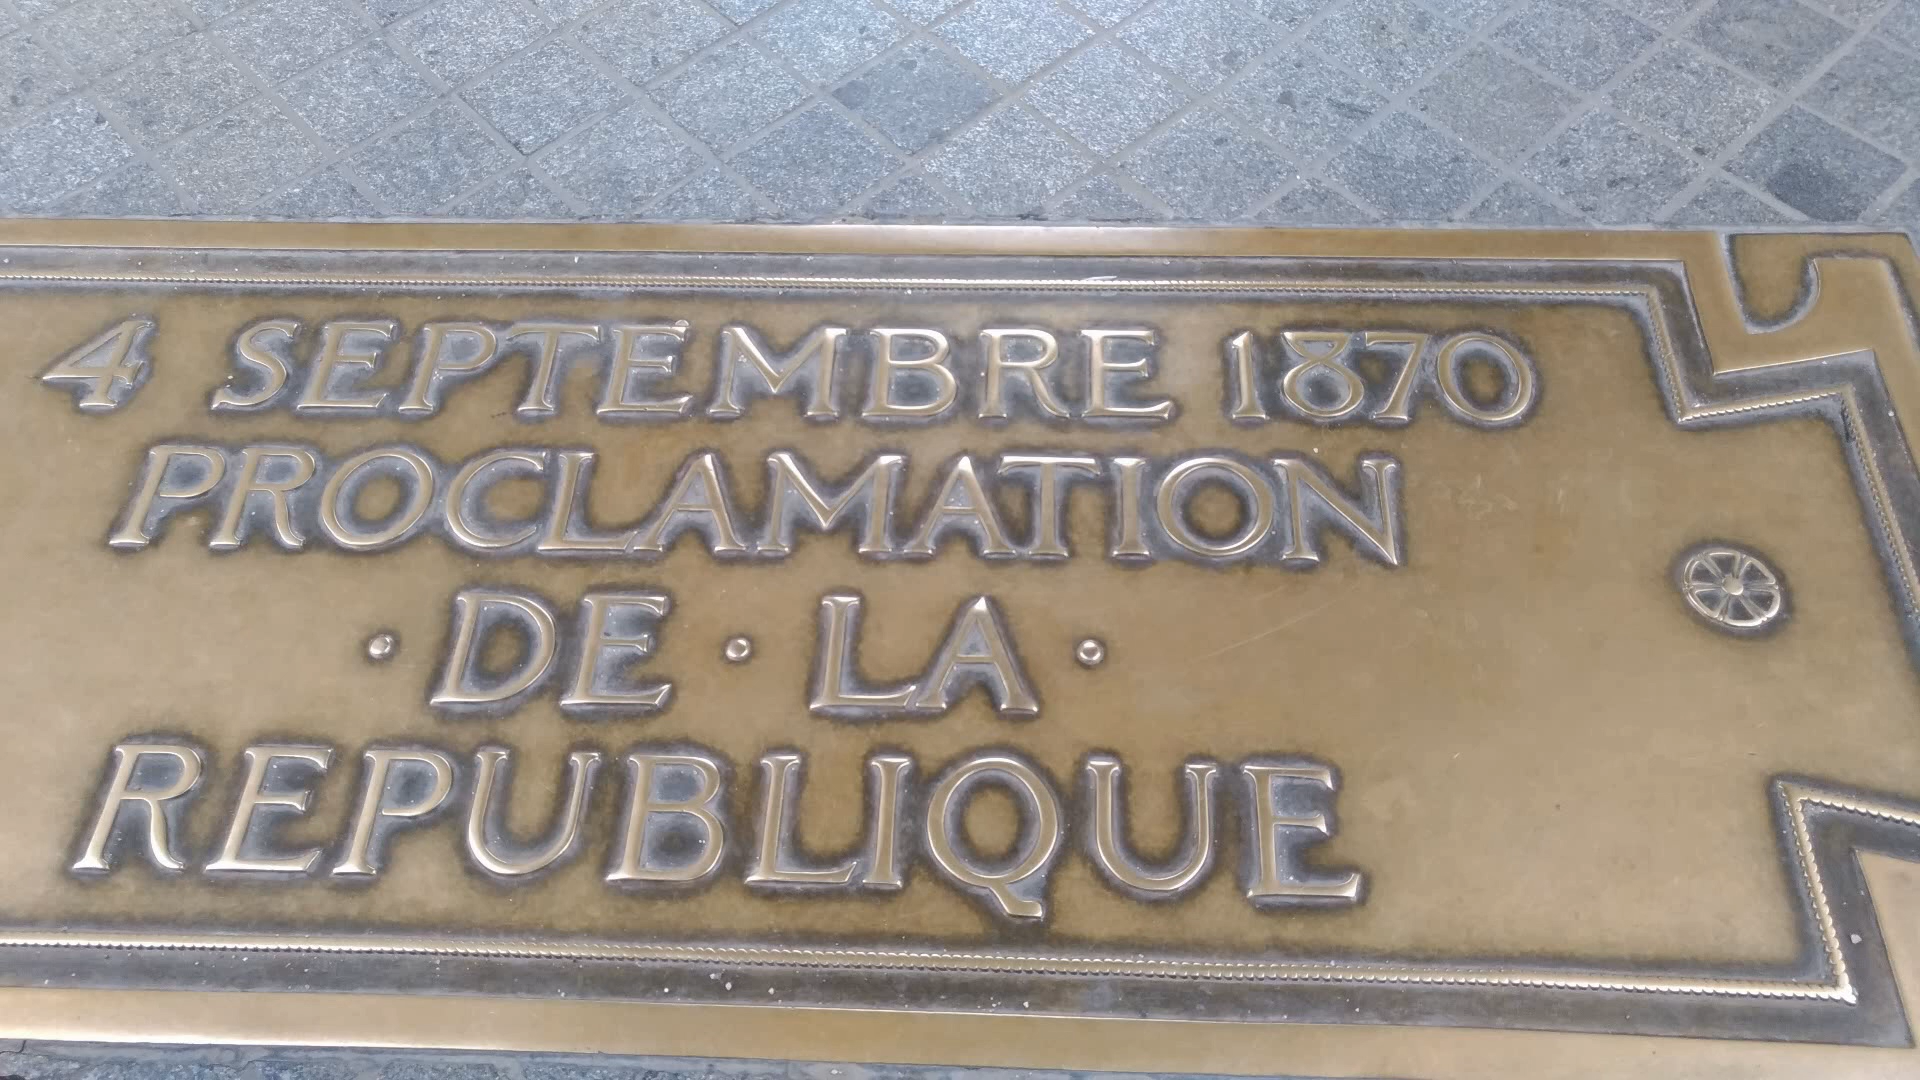 4 SEPTEMBRE 1870
PROCLAMATION
· DE · LA ·
REPUBLIQUE